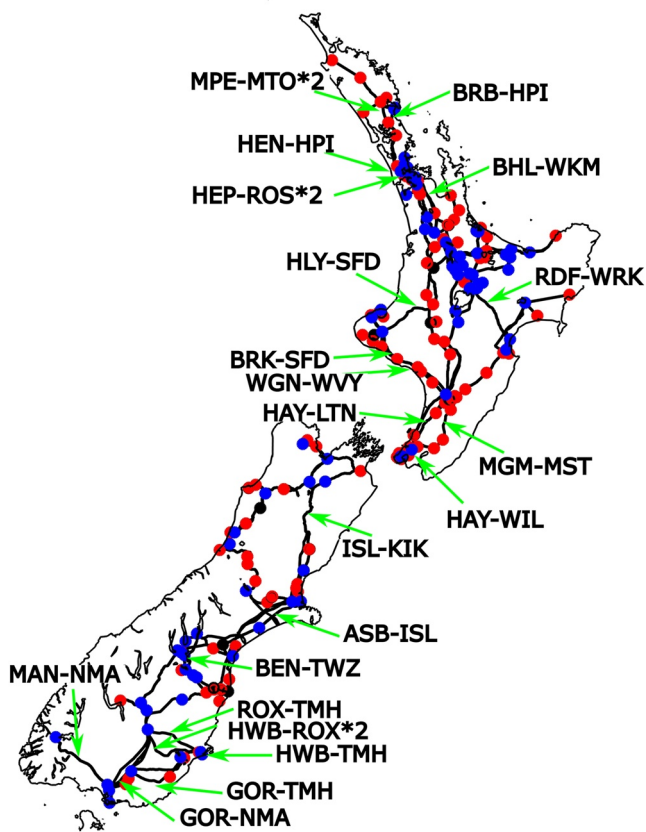 MPE-MTO*2
BRB-HPI
HEN-HPI
BHL-WKM
HEP-ROS*2
HLY-SFD
RDF-WRK
BRK-SFD
WGN-WVY
HAY-LTN
MGM-MST
HAY-WIL
ISL-KIK
ASB-ISL
BEN-TWZ
MAN-NMA
ROX-TMH
HWB-ROX*2
HWB-TMH
GOR-TMH
GOR-NMA